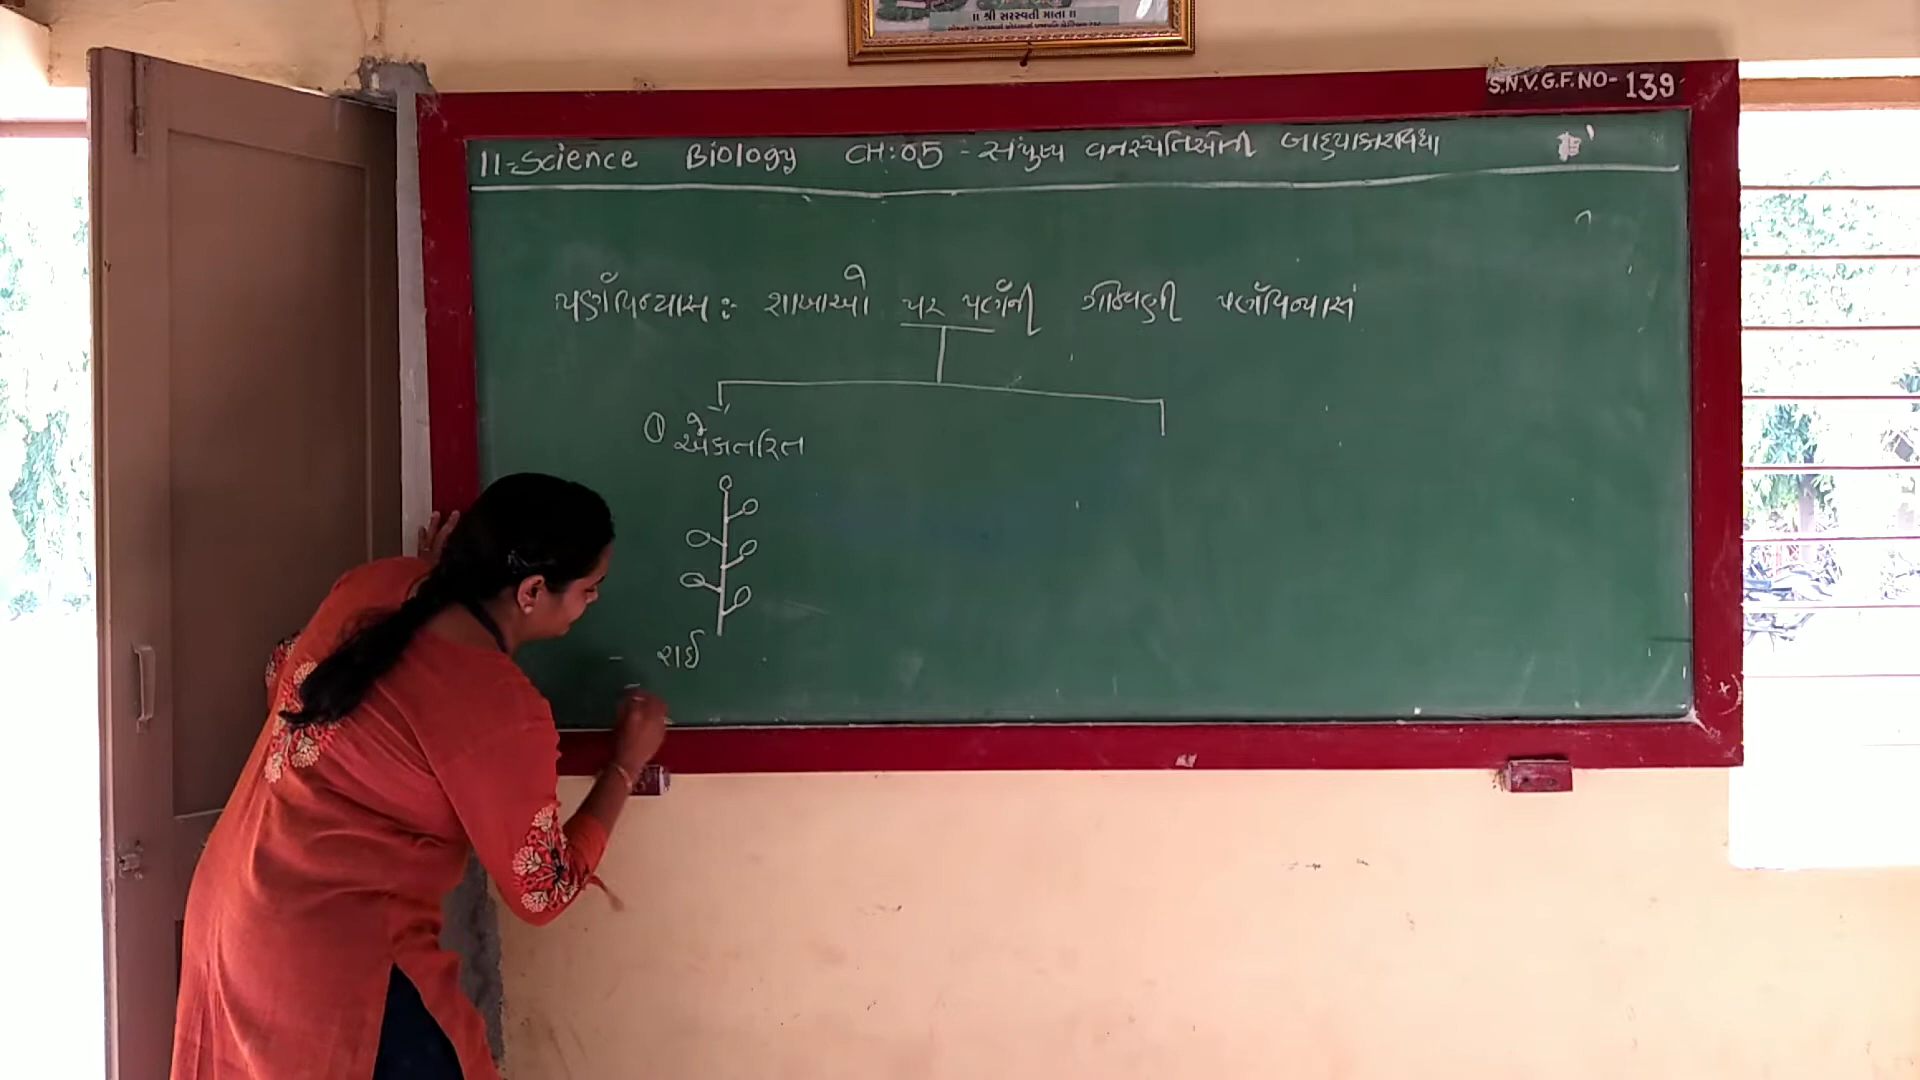 ॥ શ્રી સરસ્વતી માતા ॥
S.N.V.G.F.NO- 139
11-Science Biology CH:05 - સંપુષ્પ વનસ્પતિઓની બાહ્યાકારવિદ્યા
પર્ણવિન્યાસ :- શાખાઓ પર પર્ણની ગોઠવણી પર્ણવિન્યાસ
① એકાતરિત
- રાઈ